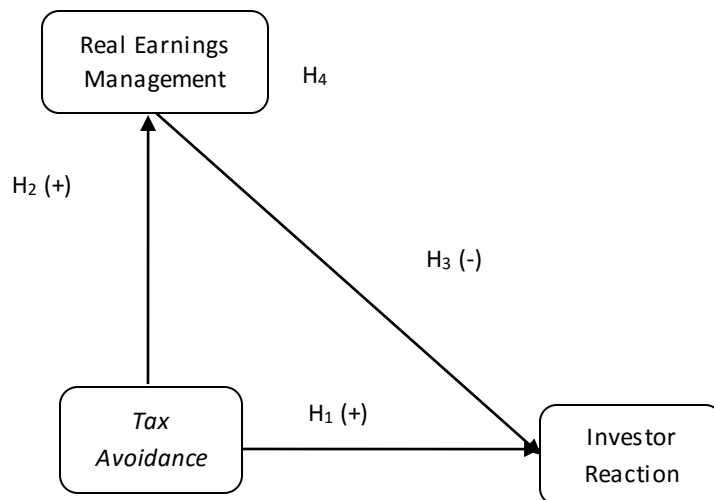 Real Earnings
Management
H₄
H₂ (+)
H₃ (-)
H₁ (+)
Tax
Avoidance
Investor
Reaction